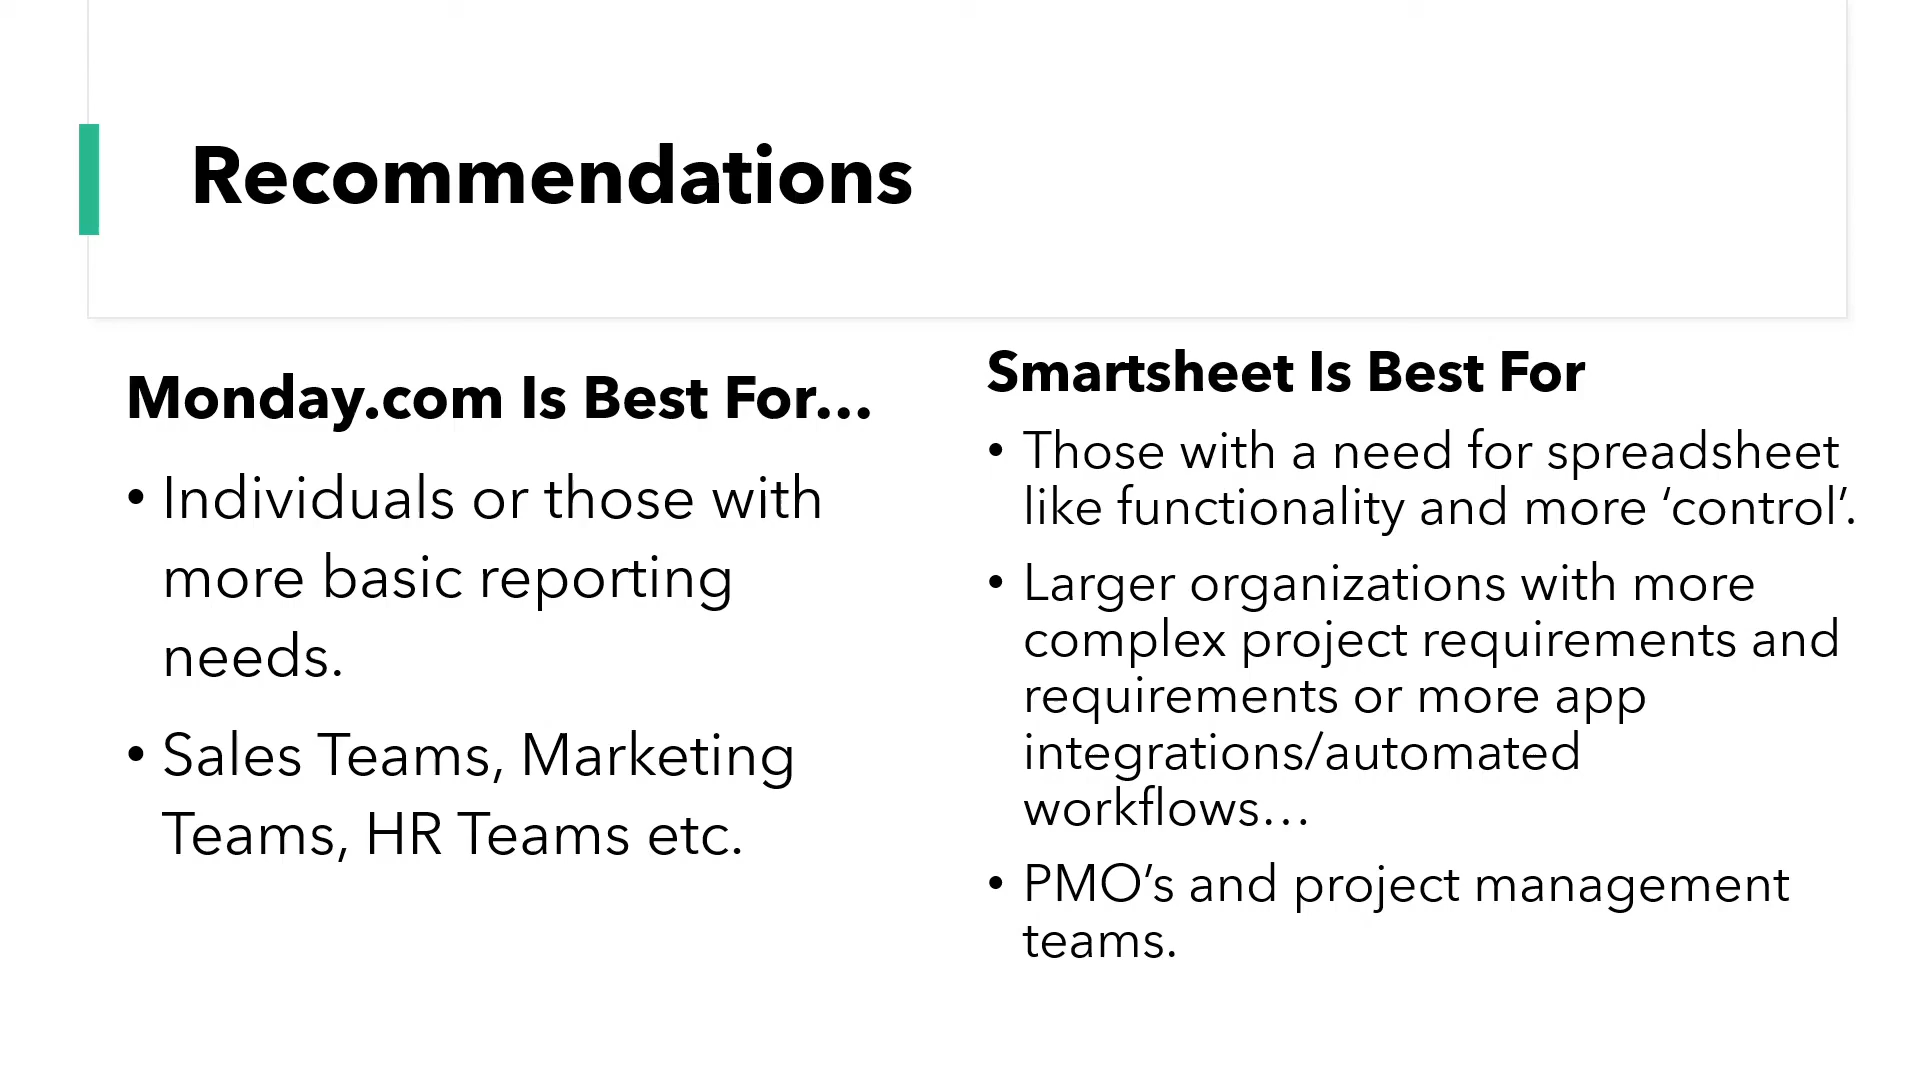 Recommendations
Monday.com Is Best For…
• Individuals or those with
more basic reporting
needs.
• Sales Teams, Marketing
Teams, HR Teams etc.
Smartsheet Is Best For
• Those with a need for spreadsheet
like functionality and more ‘control’.
• Larger organizations with more
complex project requirements and
requirements or more app
integrations/automated
workflows…
• PMO’s and project management
teams.